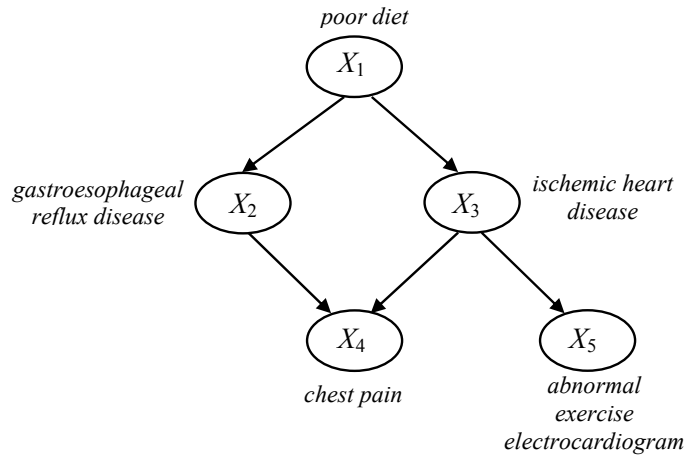 poor diet
X1
gastroesophageal
reflux disease
X2
X3
ischemic heart
disease
X4
X5
chest pain
abnormal
exercise
electrocardiogram